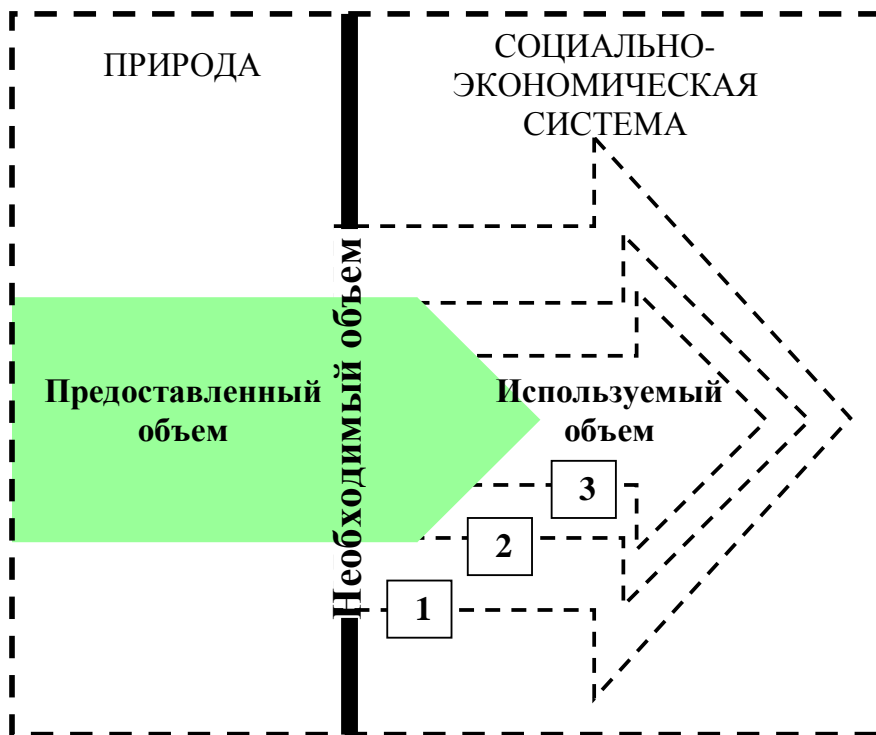 ПРИРОДА
СОЦИАЛЬНО-
ЭКОНОМИЧЕСКАЯ
СИСТЕМА
Необходимый объем
Предоставленный
объем
Используемый
объем
3
2
1